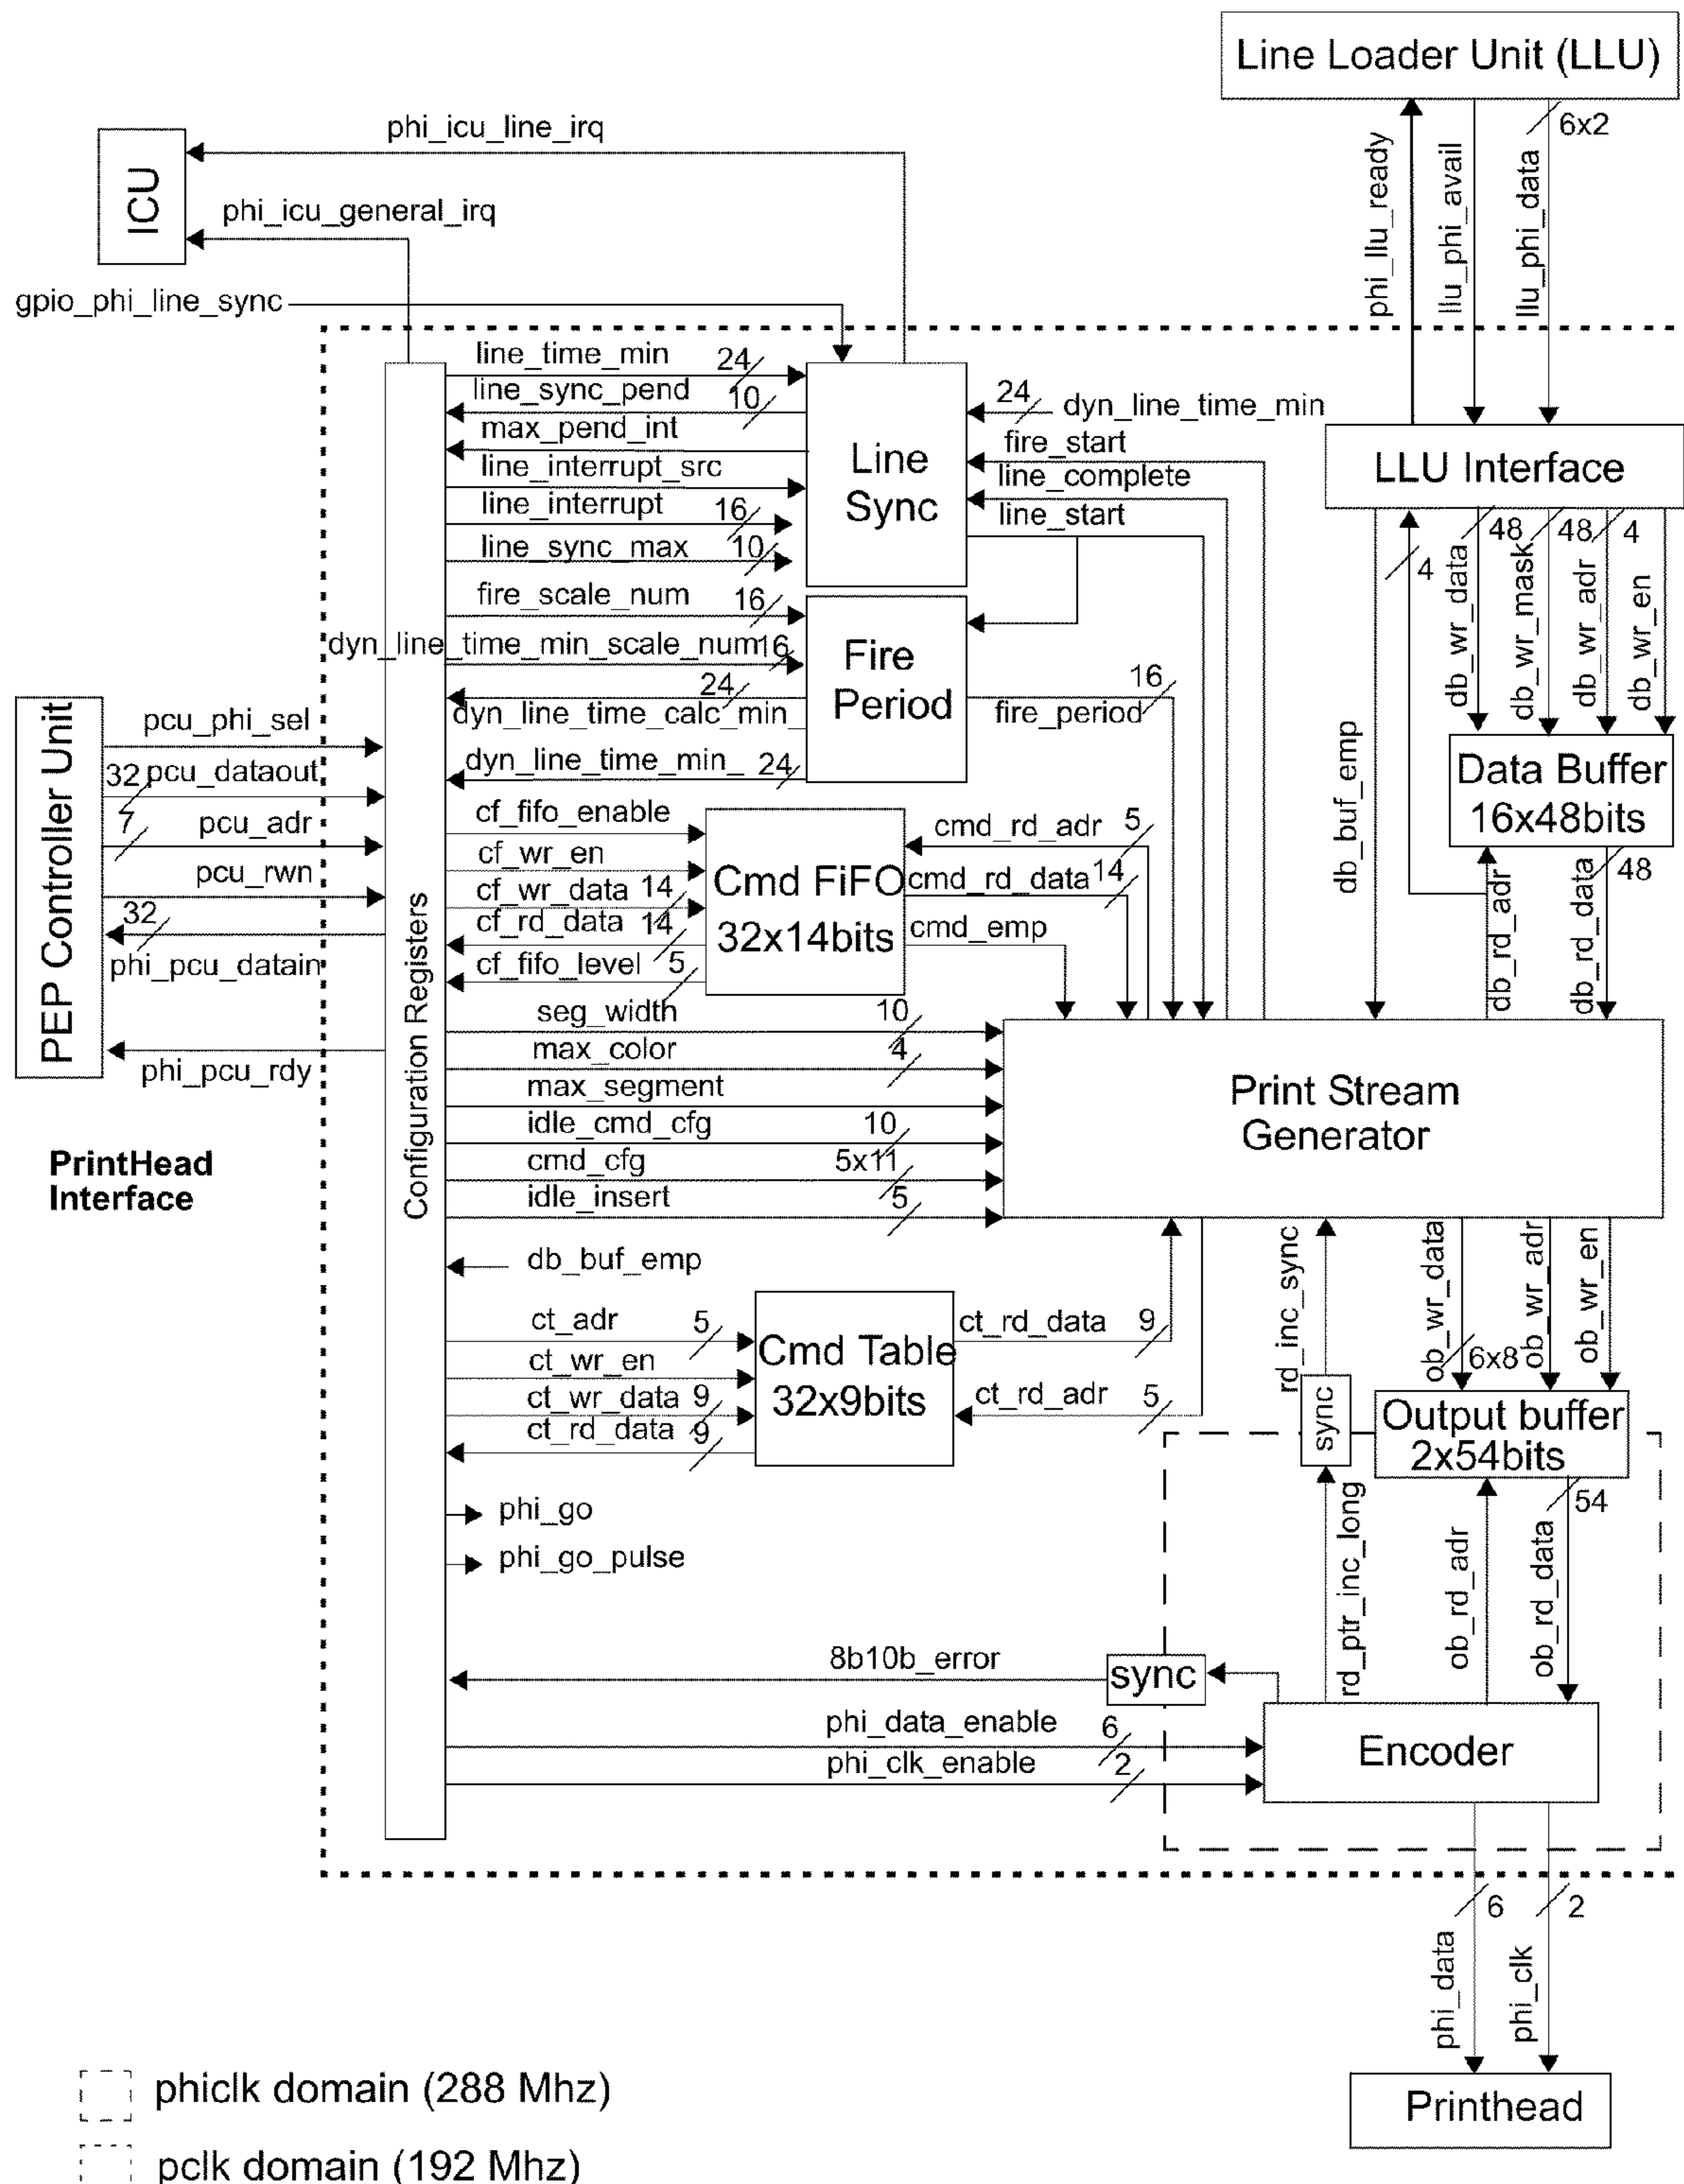 Line Loader Unit (LLU)
6x2
phi_llu_ready
llu_phi_avail
llu_phi_data
ICU
phi_icu_line_irq
phi_icu_general_irq
gpio_phi_line_sync
line_time_min
24
line_sync_pend
10
max_pend_int
line_interrupt_src
line_interrupt
16
line_sync_max
10
Line
Sync
24
dyn_line_time_min
fire_start
line_complete
line_start
LLU Interface
4
48
48
4
db_wr_data
db_wr_mask
db_wr_adr
db_wr_en
fire_scale_num
16
dyn_line_time_min_scale_num
16
24
dyn_line_time_calc_min_
dyn_line_time_min_
24
Fire
Period
16
fire_period
db_buf_emp
Data Buffer
16x48bits
48
db_rd_adr
db_rd_data
PEP Controller Unit
pcu_phi_sel
32
pcu_dataout
7
pcu_adr
pcu_rwn
32
phi_pcu_datain
phi_pcu_rdy
PrintHead
Interface
Configuration Registers
cf_fifo_enable
cf_wr_en
cf_wr_data
14
cf_rd_data
14
cf_fifo_level
5
Cmd FiFO
32x14bits
cmd_rd_adr
5
cmd_rd_data
14
cmd_emp
seg_width
10
max_color
4
max_segment
idle_cmd_cfg
10
cmd_cfg
5x11
idle_insert
5
Print Stream
Generator
db_buf_emp
ct_adr
5
ct_wr_en
ct_wr_data
9
ct_rd_data
9
Cmd Table
32x9bits
ct_rd_data
9
ct_rd_adr
5
rd_inc_sync
ob_wr_data
6x8
ob_wr_adr
ob_wr_en
sync
Output buffer
2x54bits
54
phi_go
phi_go_pulse
rd_ptr_inc_long
ob_rd_adr
ob_rd_data
8b10b_error
sync
phi_data_enable
6
phi_clk_enable
2
Encoder
6
2
phi_data
phi_clk
Printhead
phiclk domain (288 Mhz)
pclk domain (192 Mhz)